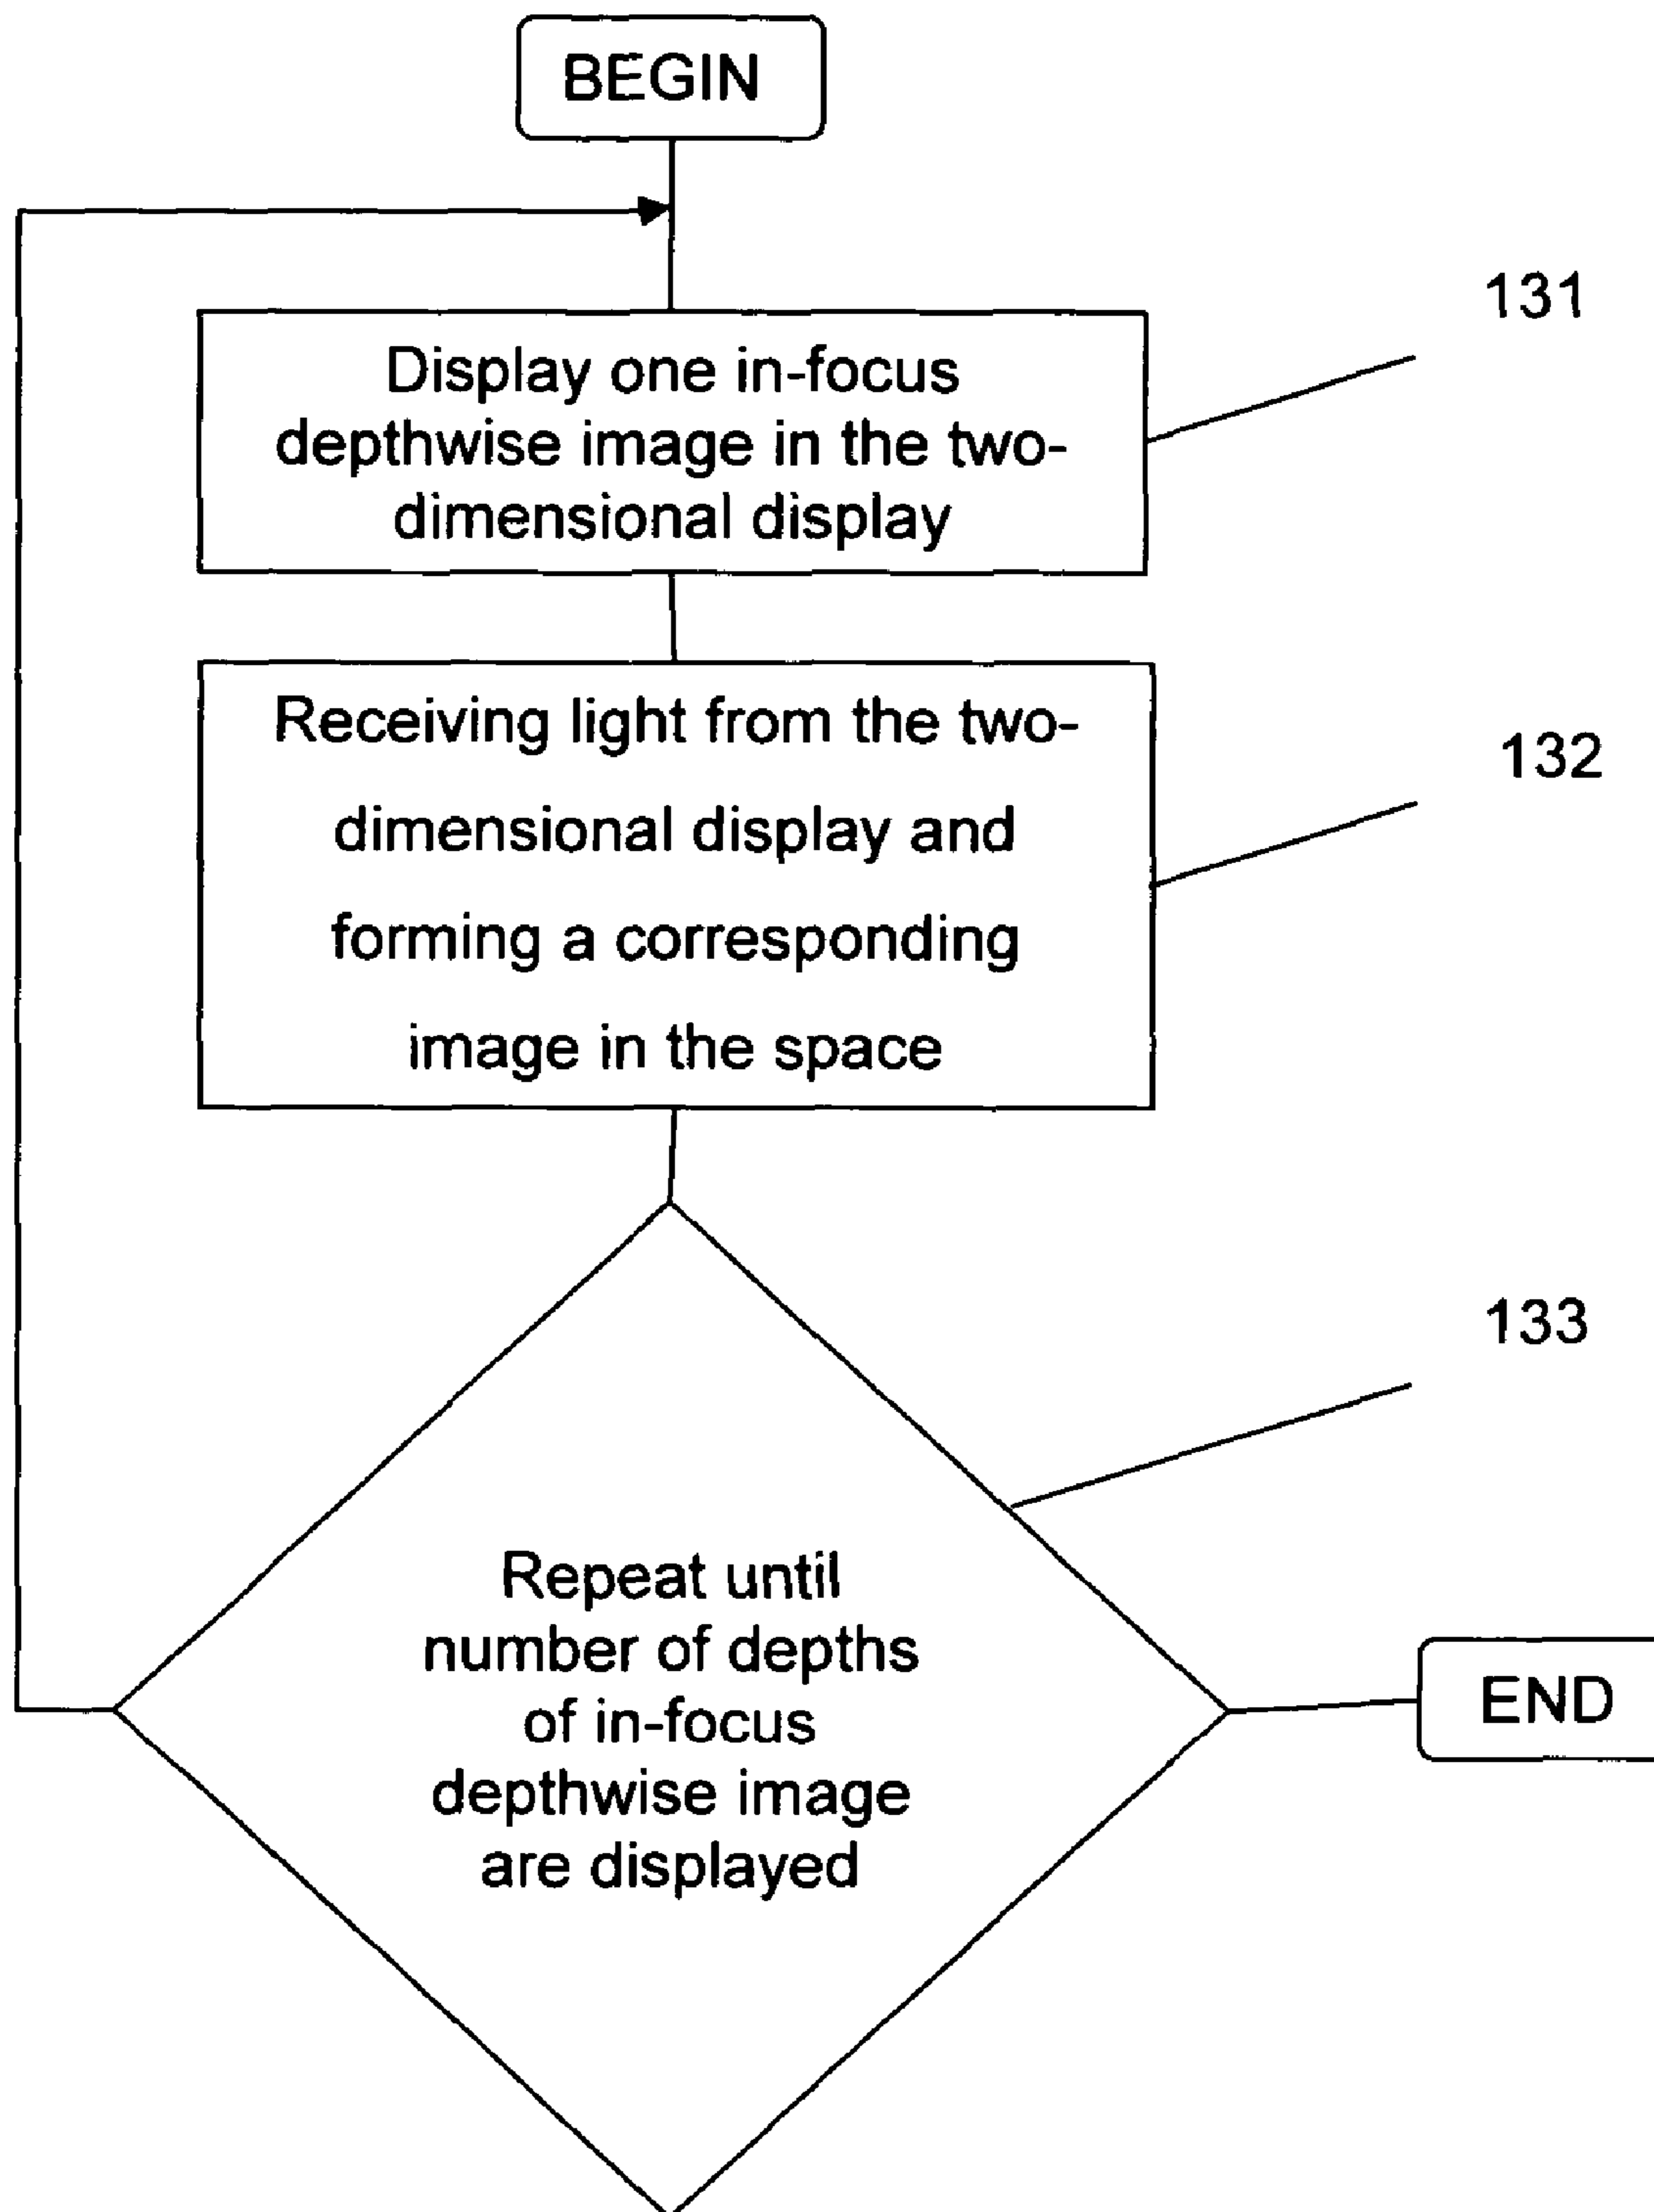 BEGIN
131
Display one in-focus
depthwise image in the two-
dimensional display
Receiving light from the two-
132
dimensional display and
forming a corresponding
image in the space
133
Repeat until
number of depths
of in-focus
depthwise image
are displayed
END